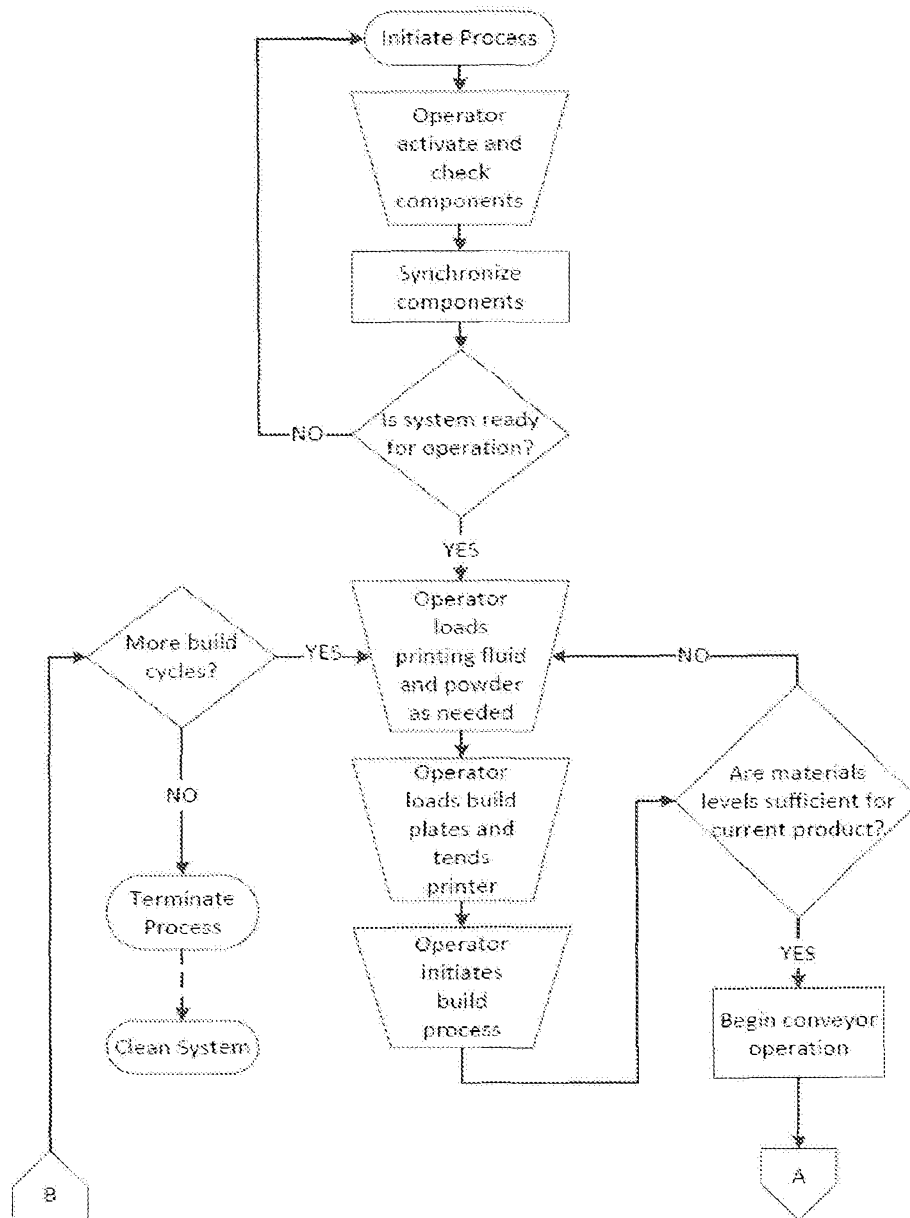 Initiate Process
Operator
activate and
check
components
Synchronize
components
Is system ready
for operation?
NO
YES
Operator
loads
printing fluid
and powder
as needed
More build
cycles?
YES
NO
NO
Terminate
Process
Clean System
Operator
loads build
plates and
tends
printer
Operator
initiates
build
process
Are materials
levels sufficient for
current product?
YES
Begin conveyor
operation
A
B